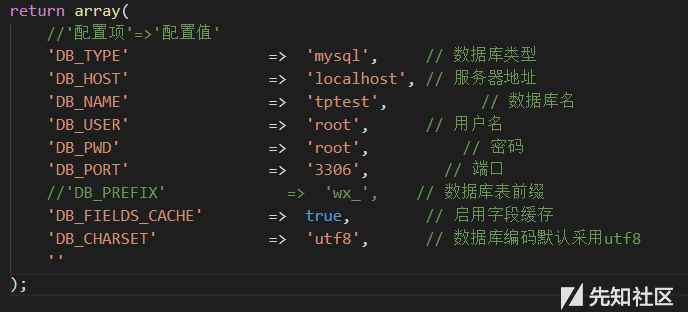 return array(
//'配置项'=>'配置值'
'DB_TYPE' => 'mysql', // 数据库类型
'DB_HOST' => 'localhost', // 服务器地址
'DB_NAME' => 'tptest', // 数据库名
'DB_USER' => 'root', // 用户名
'DB_PWD' => 'root', // 密码
'DB_PORT' => '3306', // 端口
//'DB_PREFIX' => 'wx_', // 数据库表前缀
'DB_FIELDS_CACHE' => true, // 启用字段缓存
'DB_CHARSET' => 'utf8', // 数据库编码默认采用utf8
''
);
先知社区